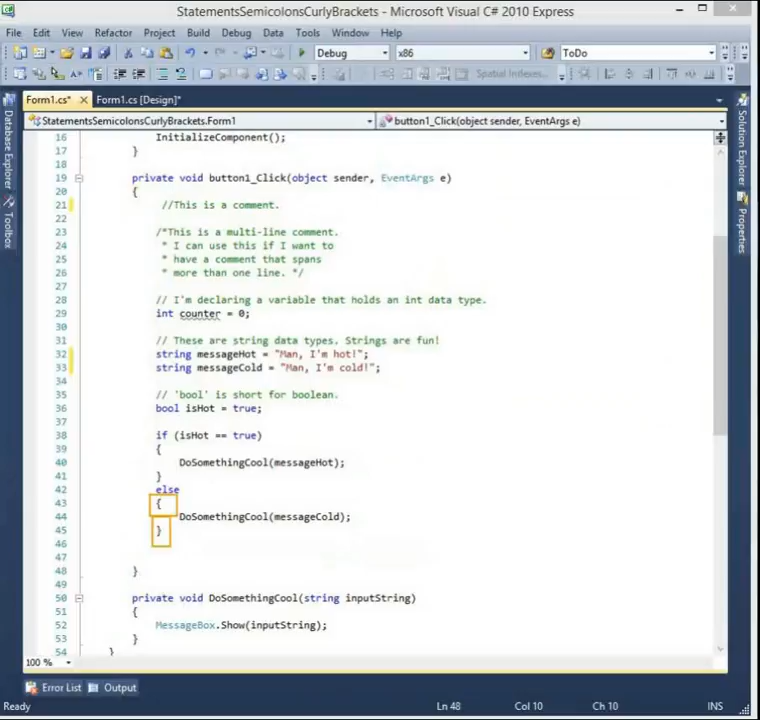 StatementsSemicolonsCurlyBrackets - Microsoft Visual C# 2010 Express
File Edit View Refactor Project Build Debug Data Tools Window Help
Debug x86 ToDo
Spatial Indexes...
Form1.cs* Form1.cs [Design]*
StatementsSemicolonsCurlyBrackets.Form1 button1_Click(object sender, EventArgs e)
Database Explorer
Toolbox
Solution Explorer
Properties
16 InitializeComponent();
17 }
18
19 private void button1_Click(object sender, EventArgs e)
20 {
21 //This is a comment.
22
23 /*This is a multi-line comment.
24 * I can use this if I want to
25 * have a comment that spans
26 * more than one line. */
27
28 // I'm declaring a variable that holds an int data type.
29 int counter = 0;
30
31 // These are string data types. Strings are fun!
32 string messageHot = "Man, I'm hot!";
33 string messageCold = "Man, I'm cold!";
34
35 // 'bool' is short for boolean.
36 bool isHot = true;
37
38 if (isHot == true)
39 {
40 DoSomethingCool(messageHot);
41 }
42 else
43 {
44 DoSomethingCool(messageCold);
45 }
46
47
48 }
49
50 private void DoSomethingCool(string inputString)
51 {
52 MessageBox.Show(inputString);
53 }
54 }
100 %
Error List Output
Ready Ln 48 Col 10 Ch 10 INS